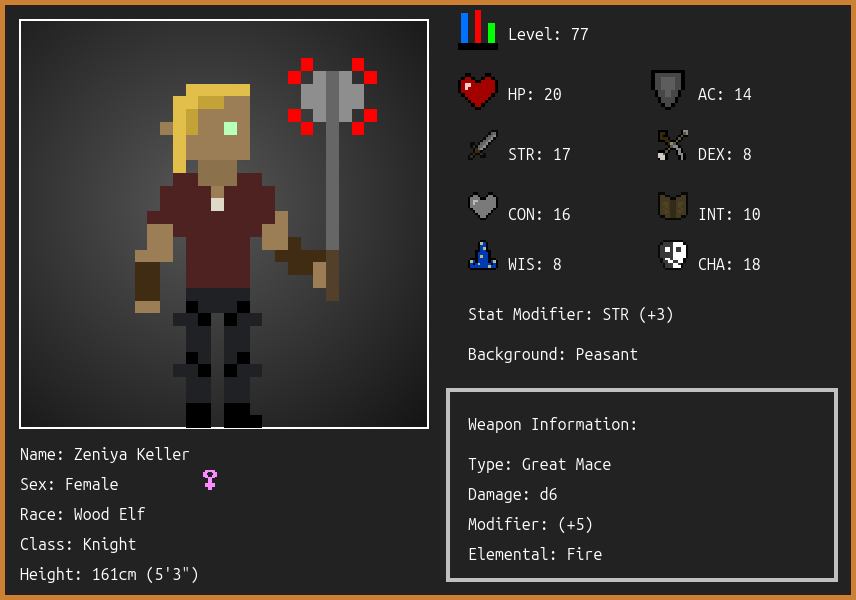 Level: 77
HP: 20
AC: 14
STR: 17
DEX: 8
CON: 16
INT: 10
WIS: 8
CHA: 18
Stat Modifier: STR (+3)
Background: Peasant
Weapon Information:
Type: Great Mace
Damage: d6
Modifier: (+5)
Elemental: Fire
Name: Zeniya Keller
Sex: Female
Race: Wood Elf
Class: Knight
Height: 161cm (5'3")